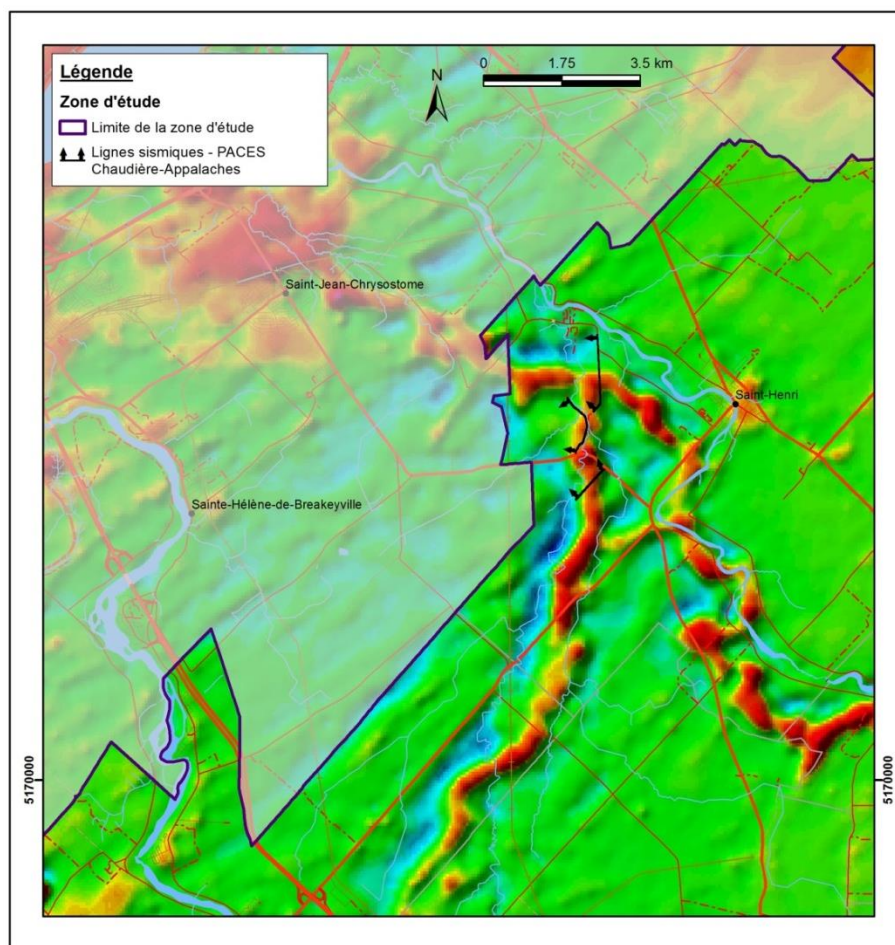 Légende
Zone d'étude
Limite de la zone d'étude
Lignes sismiques - PACES
Chaudière-Appalaches
N
0 1.75 3.5 km
Saint-Jean-Chrysostome
Saint-Henri
Sainte-Hélène-de-Breakeyville
5170000
5170000